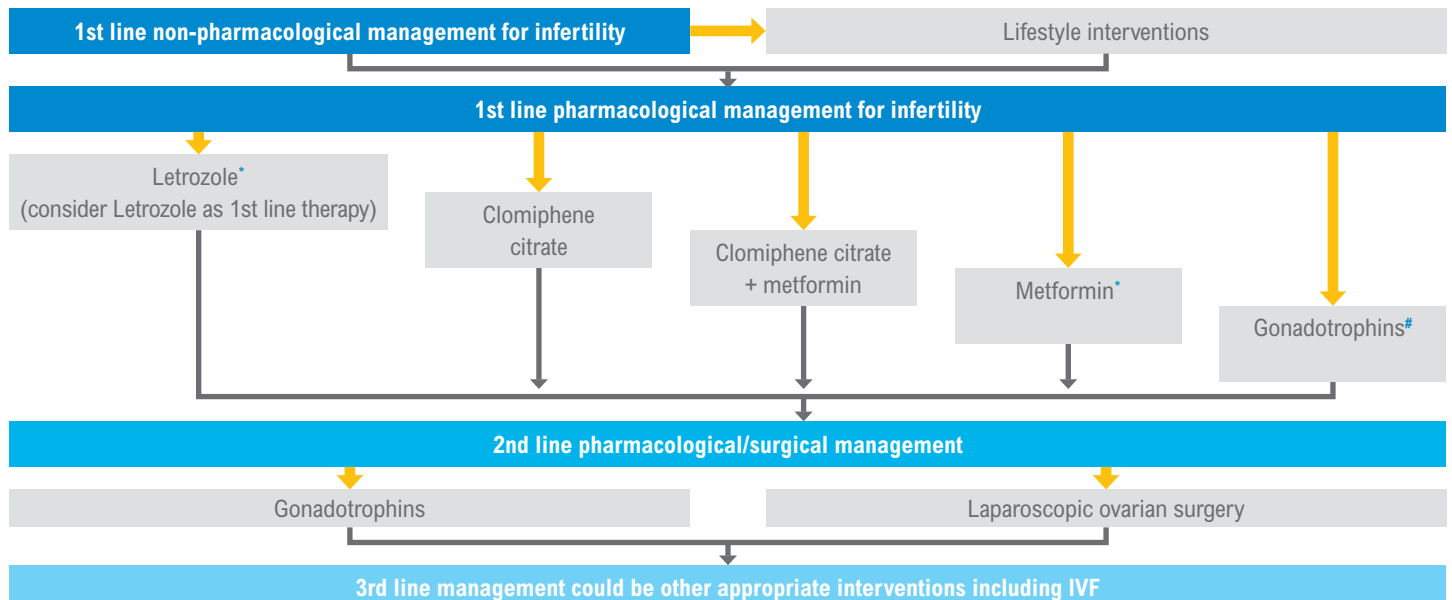 1st line non-pharmacological management for infertility
Lifestyle interventions
1st line pharmacological management for infertility
Letrozole*
(consider Letrozole as 1st line therapy)
Clomiphene
citrate
Clomiphene citrate
+ metformin
Metformin*
Gonadotrophins#
2nd line pharmacological/surgical management
Gonadotrophins
Laparoscopic ovarian surgery
3rd line management could be other appropriate interventions including IVF